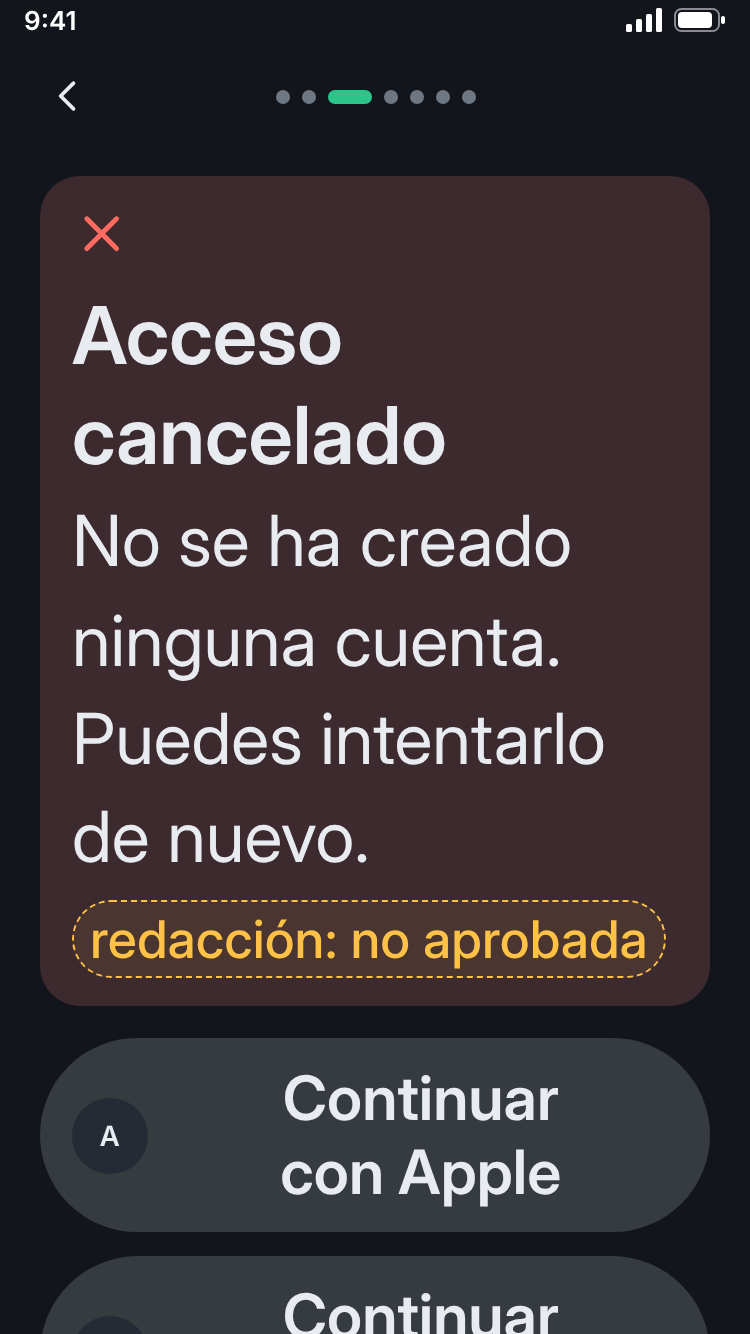 9:41
Acceso
cancelado
No se ha creado
ninguna cuenta.
Puedes intentarlo
de nuevo.
redacción: no aprobada
A
Continuar
con Apple
Continuar